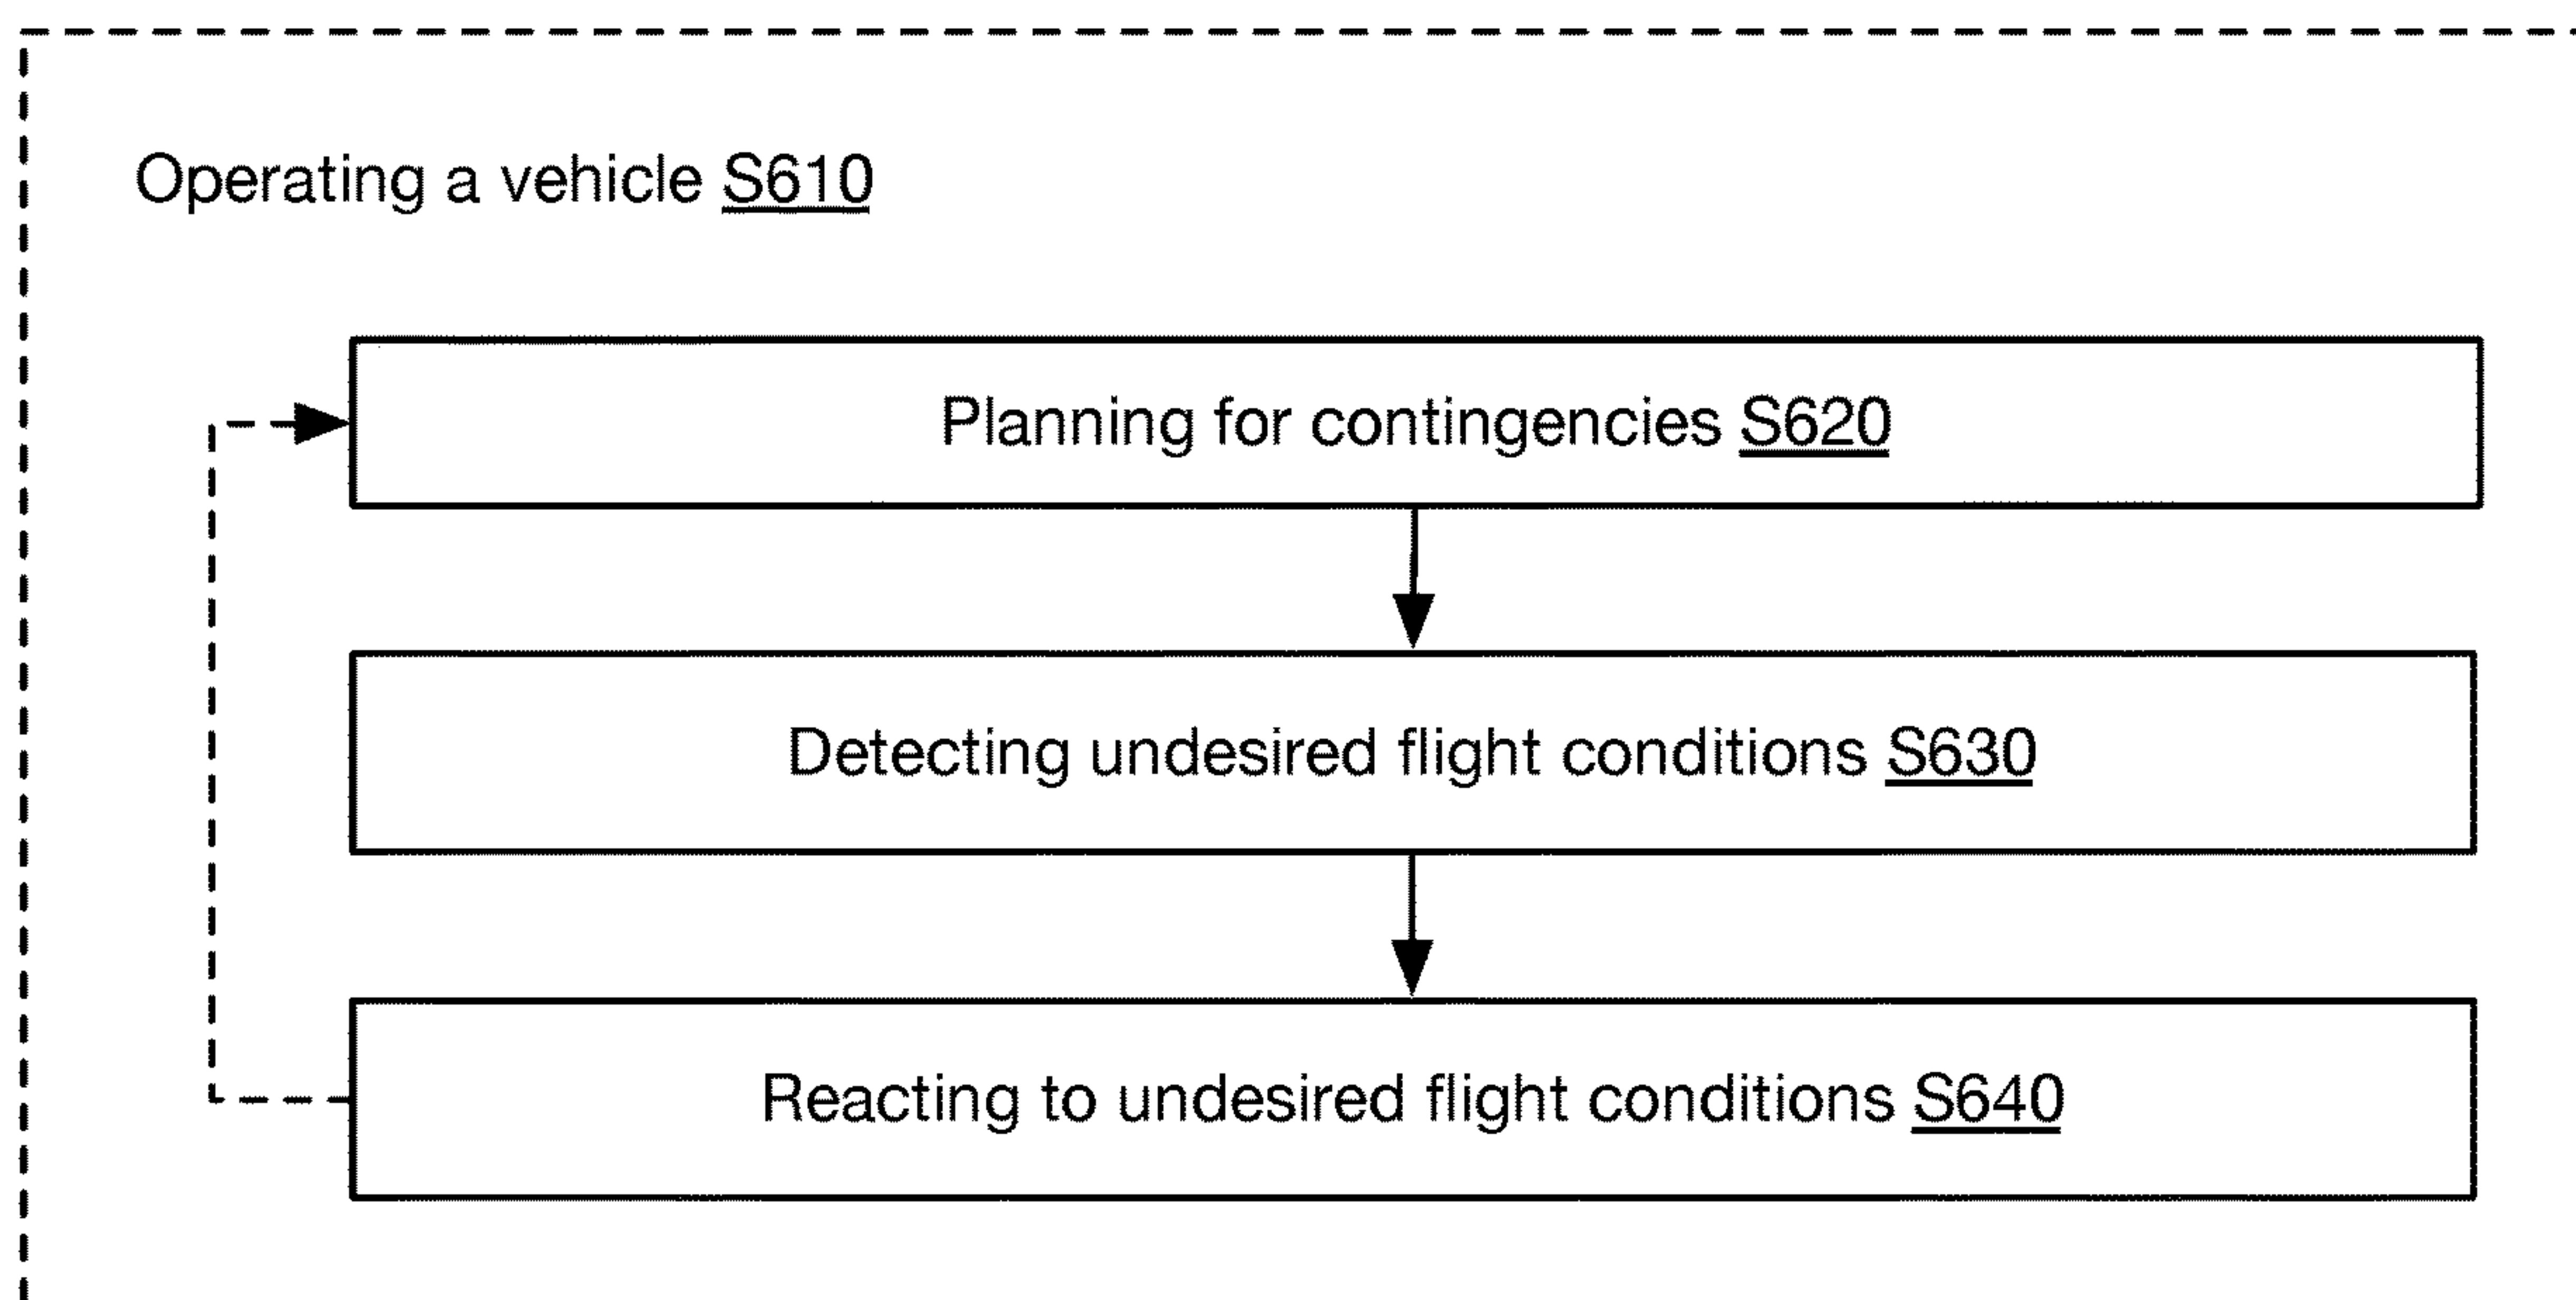 Operating a vehicle S610
Planning for contingencies S620
Detecting undesired flight conditions S630
Reacting to undesired flight conditions S640